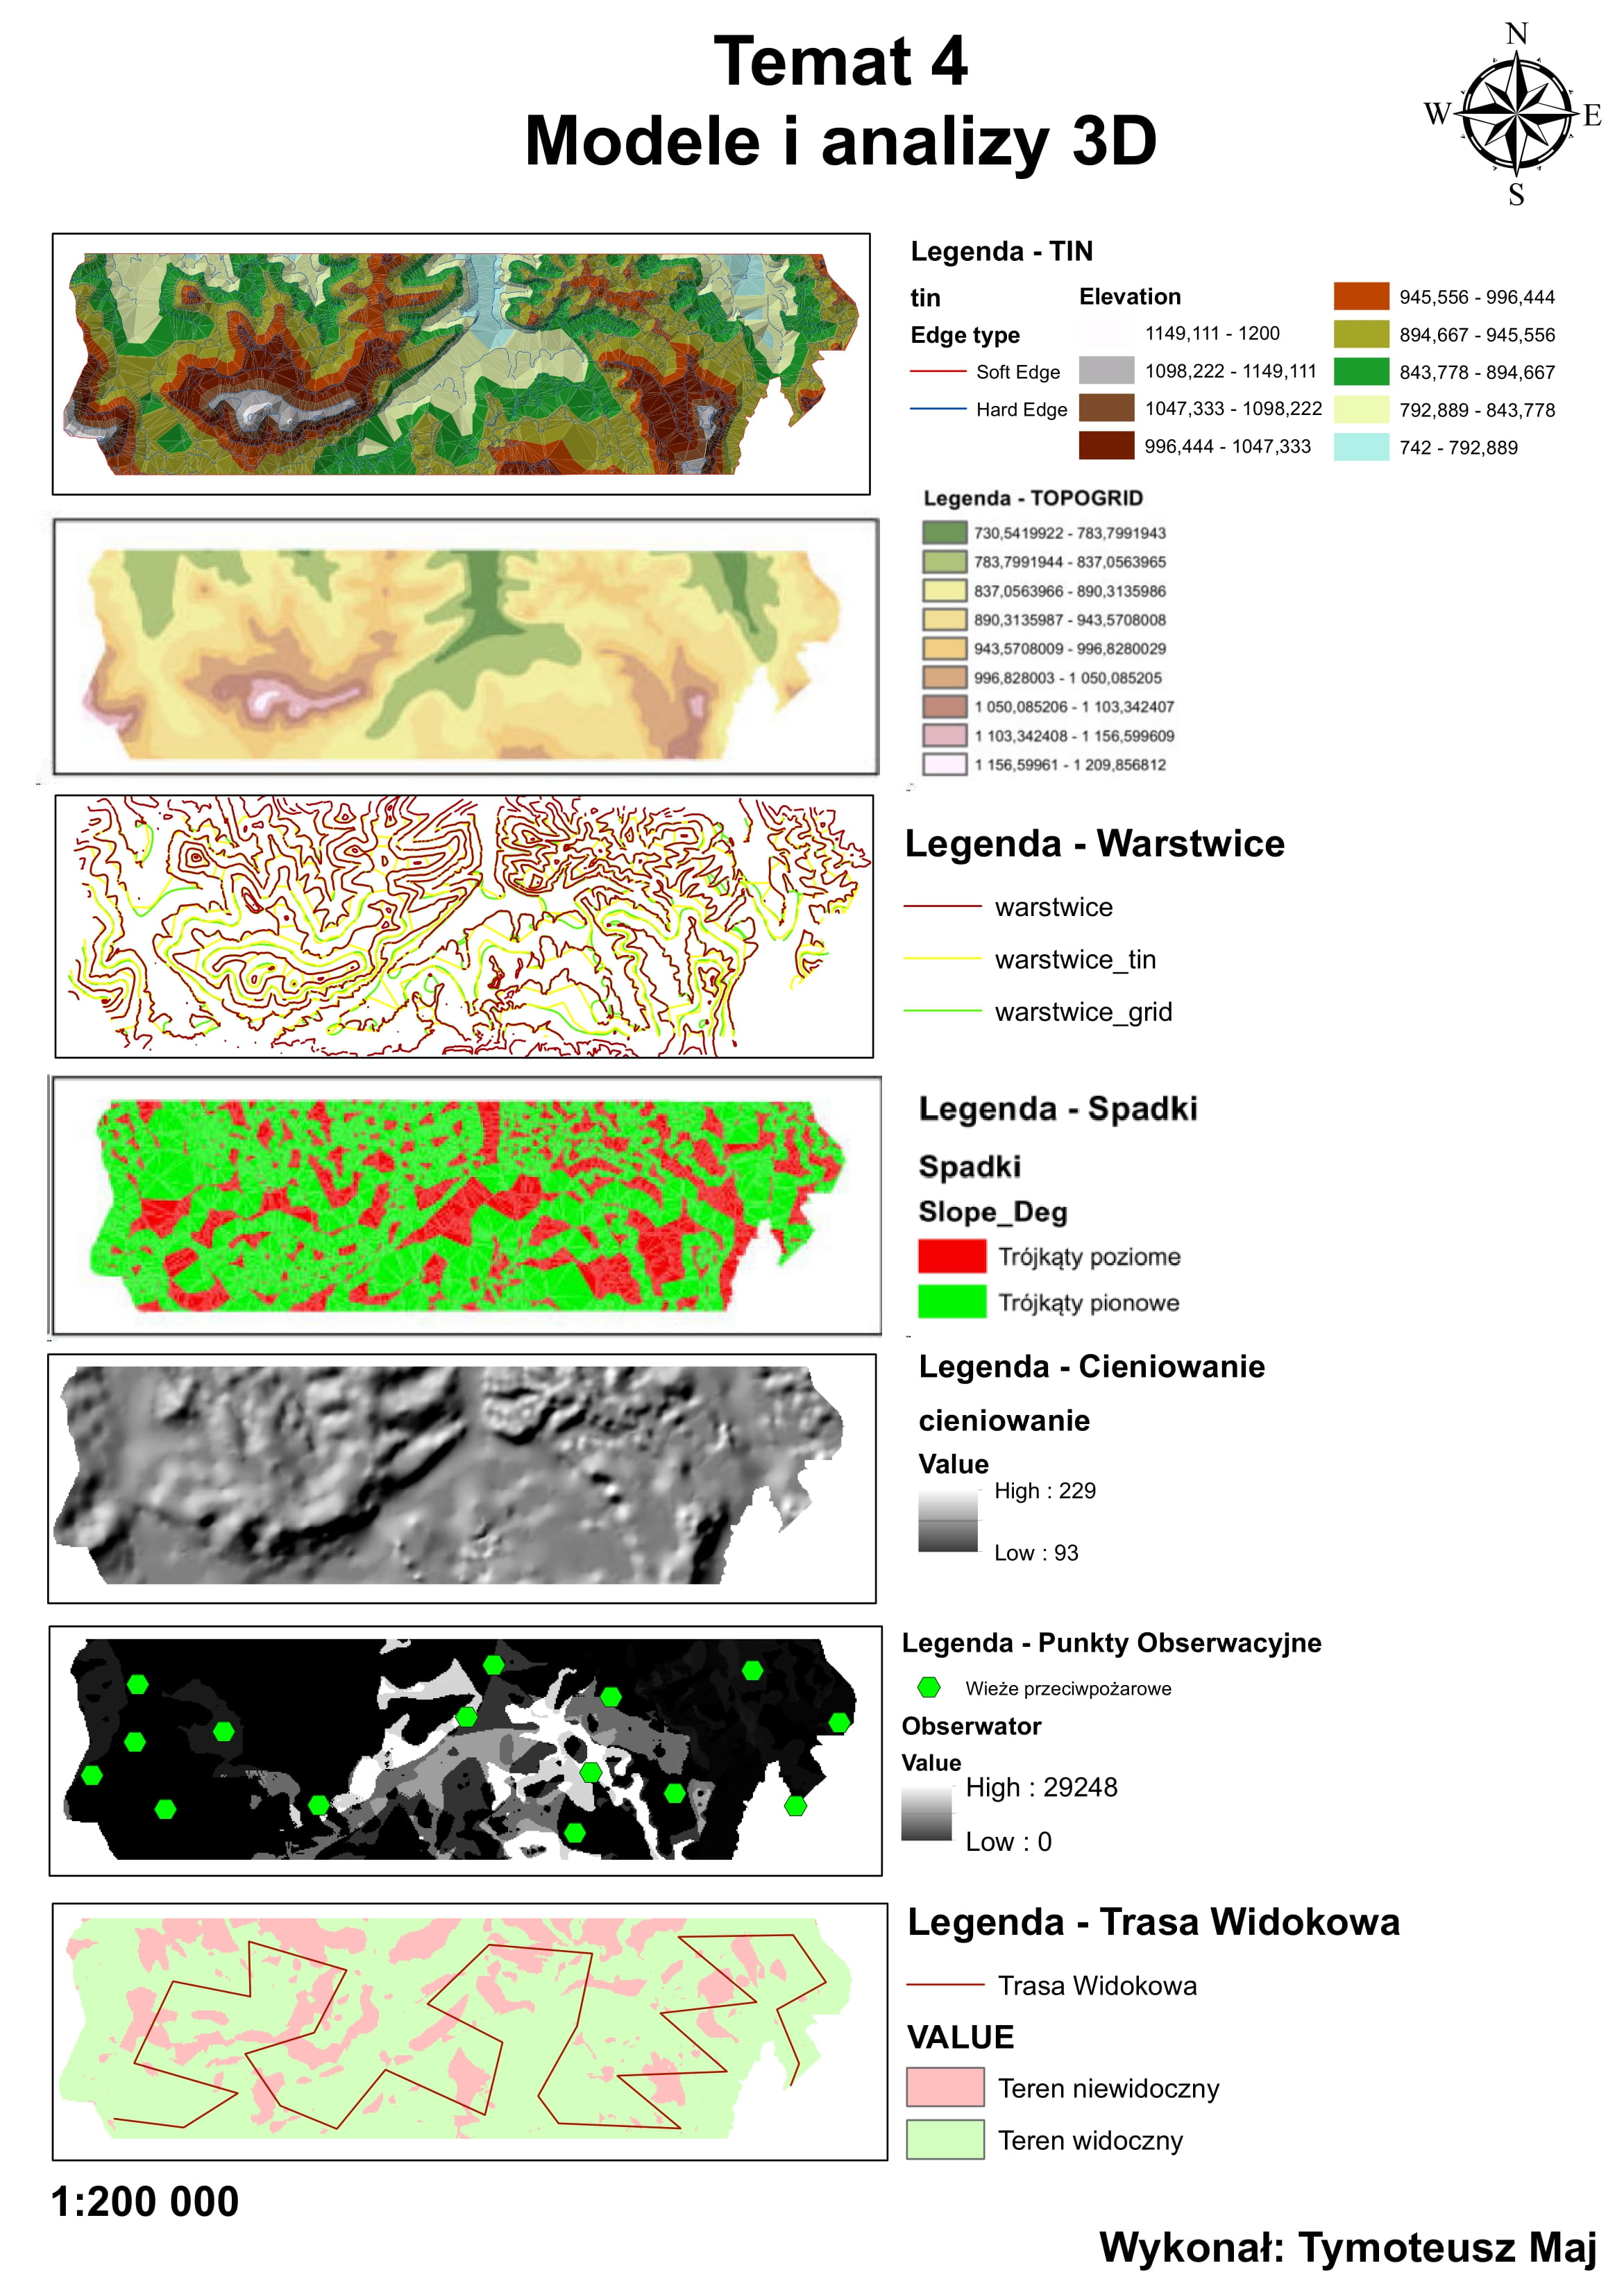 Temat 4
Modele i analizy 3D
N
W
E
S
Legenda - TIN
tin
Edge type
Soft Edge
Hard Edge
Elevation
1149,111 - 1200
1098,222 - 1149,111
1047,333 - 1098,222
996,444 - 1047,333
945,556 - 996,444
894,667 - 945,556
843,778 - 894,667
792,889 - 843,778
742 - 792,889
Legenda - TOPOGRID
730,5419922 - 783,7991943
783,7991944 - 837,0563965
837,0563966 - 890,3135986
890,3135987 - 943,5708008
943,5708009 - 996,8280029
996,828003 - 1 050,085205
1 050,085206 - 1 103,342407
1 103,342408 - 1 156,599609
1 156,59961 - 1 209,856812
Legenda - Warstwice
warstwice
warstwice_tin
warstwice_grid
Legenda - Spadki
Spadki
Slope_Deg
Trójkąty poziome
Trójkąty pionowe
Legenda - Cieniowanie
cieniowanie
Value
High : 229
Low : 93
Legenda - Punkty Obserwacyjne
Wieże przeciwpożarowe
Obserwator
Value
High : 29248
Low : 0
Legenda - Trasa Widokowa
Trasa Widokowa
VALUE
Teren niewidoczny
Teren widoczny
1:200 000
Wykonał: Tymoteusz Maj